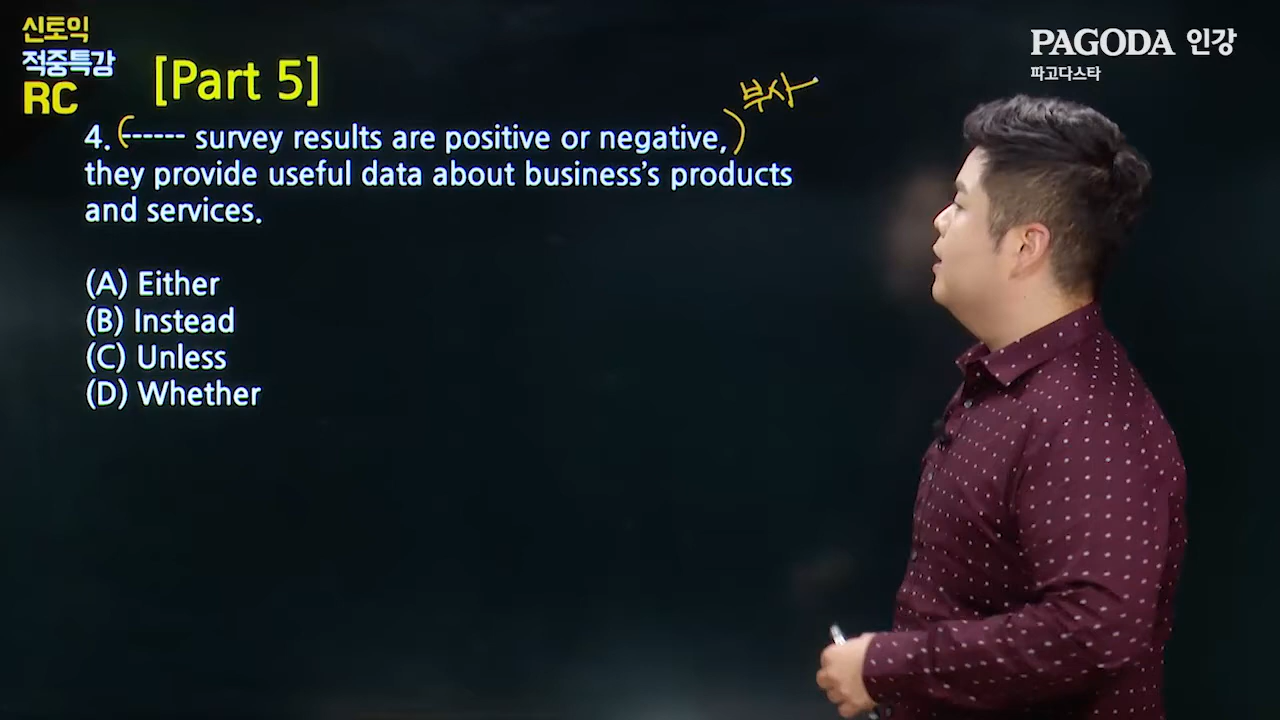 신토익
적중특강
RC
PAGODA 인강
파고다스타
[Part 5]
부사
4. (------ survey results are positive or negative,)
they provide useful data about business’s products
and services.
(A) Either
(B) Instead
(C) Unless
(D) Whether